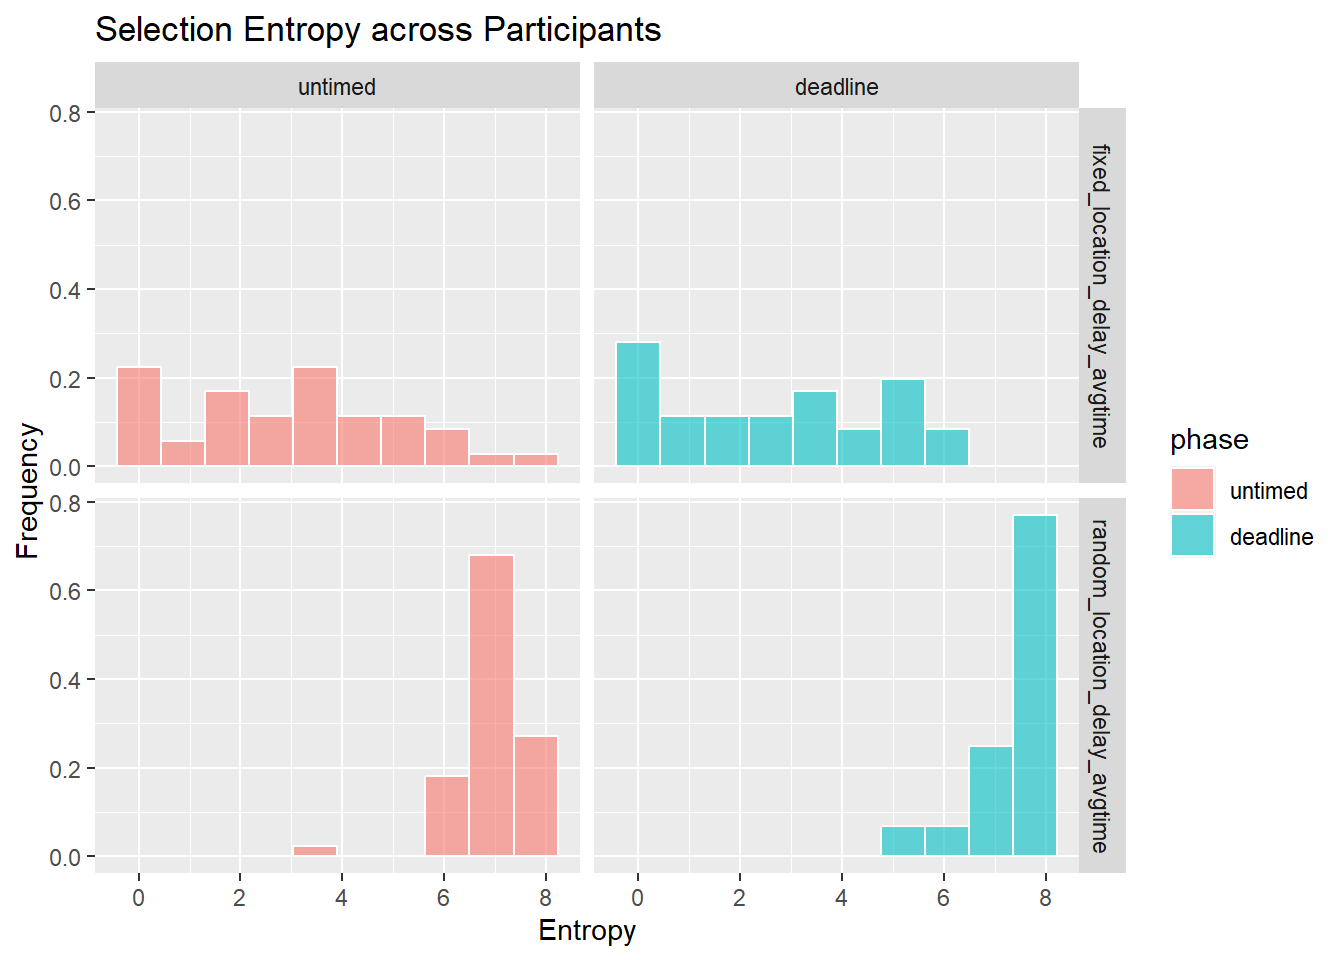 Selection Entropy across Participants
untimed
deadline
0.8
0.6
0.4
0.2
0.0
fixed_location_delay_avgtime
0.8
0.6
0.4
0.2
0.0
random_location_delay_avgtime
Frequency
0 2 4 6 8
0 2 4 6 8
Entropy
phase
untimed
deadline